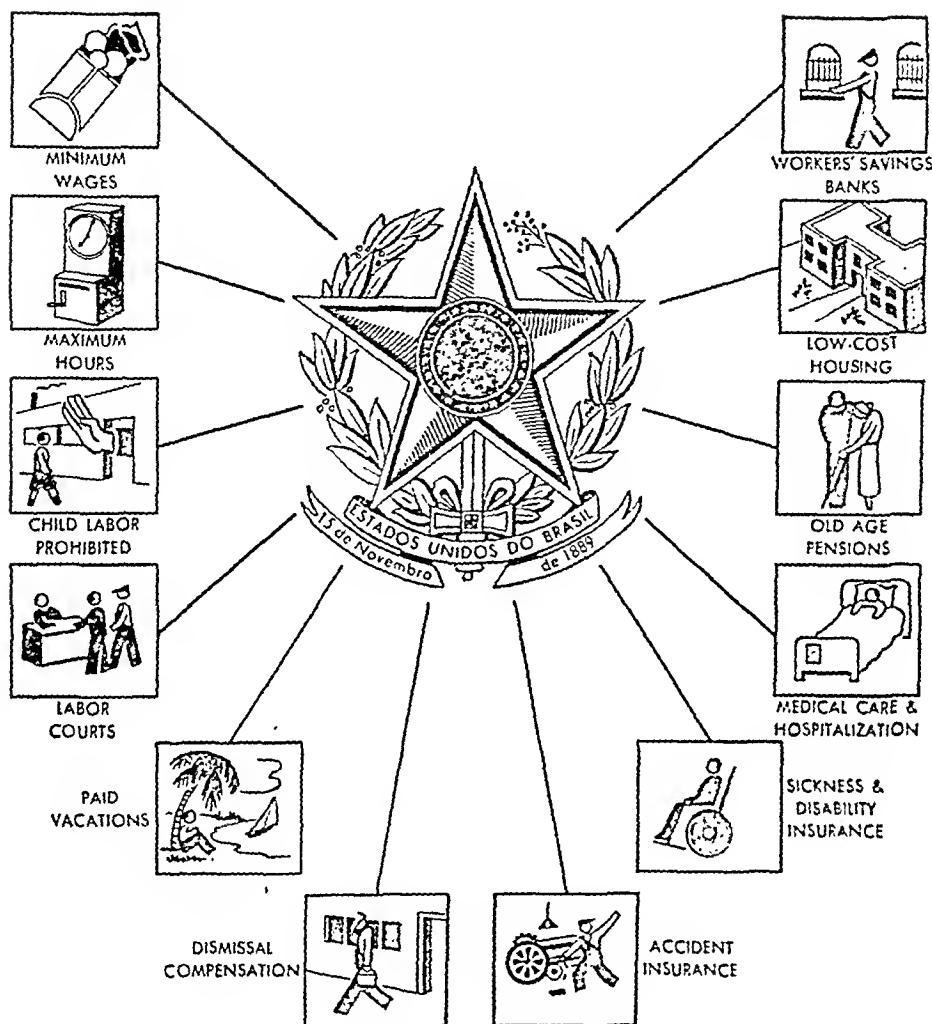 MINIMUM
WAGES
MAXIMUM
HOURS
CHILD LABOR
PROHIBITED
LABOR
COURTS
PAID
VACATIONS
DISMISSAL
COMPENSATION
ESTADOS UNIDOS DO BRASIL
15 de Novembro
de 1889
WORKERS' SAVINGS
BANKS
LOW-COST
HOUSING
OLD AGE
PENSIONS
MEDICAL CARE &
HOSPITALIZATION
SICKNESS &
DISABILITY
INSURANCE
ACCIDENT
INSURANCE